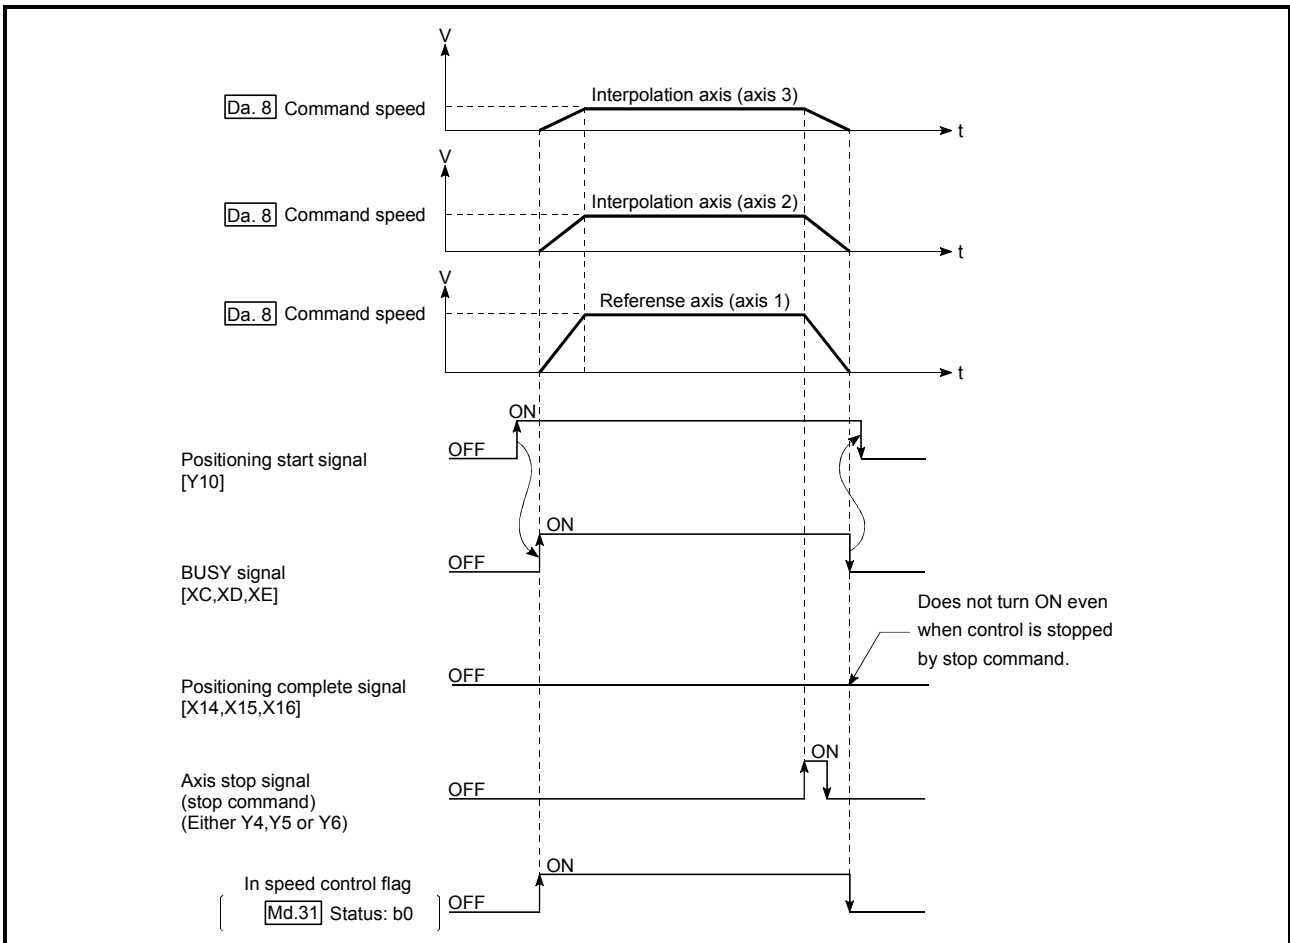 V
Interpolation axis (axis 3)
Da. 8 Command speed
t
V
Interpolation axis (axis 2)
Da. 8 Command speed
t
V
Referense axis (axis 1)
Da. 8 Command speed
t
ON
OFF
Positioning start signal
[Y10]
ON
OFF
BUSY signal
[XC,XD,XE]
Does not turn ON even
when control is stopped
by stop command.
OFF
Positioning complete signal
[X14,X15,X16]
ON
Axis stop signal
OFF
(stop command)
(Either Y4,Y5 or Y6)
ON
In speed control flag
OFF
Md.31 Status: b0